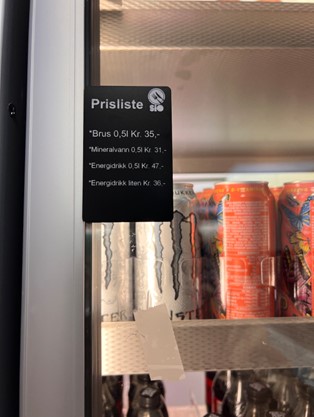 Prisliste
SiO
*Brus 0,5l Kr. 35,-
*Mineralvann 0,5l Kr. 31,-
*Energidrikk 0,5l Kr. 47,-
*Energidrikk liten Kr. 36,-